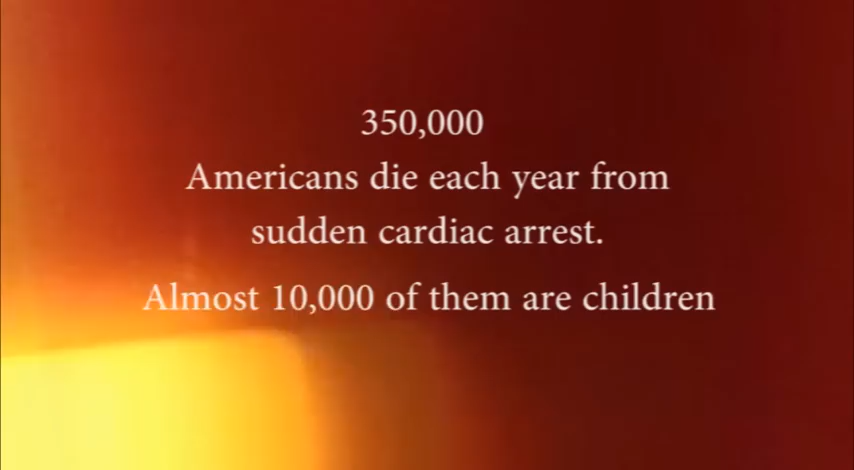 350,000
Americans die each year from
sudden cardiac arrest.
Almost 10,000 of them are children